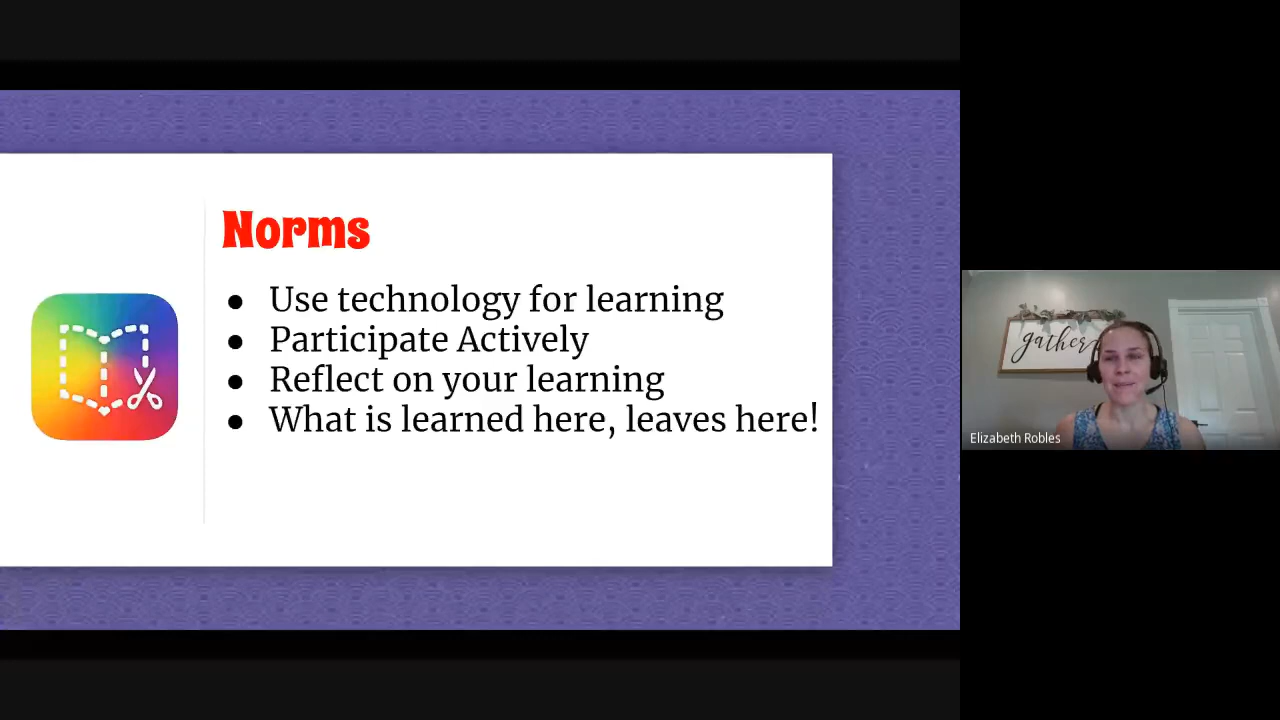 Norms
● Use technology for learning
● Participate Actively
● Reflect on your learning
● What is learned here, leaves here!
gather
Elizabeth Robles